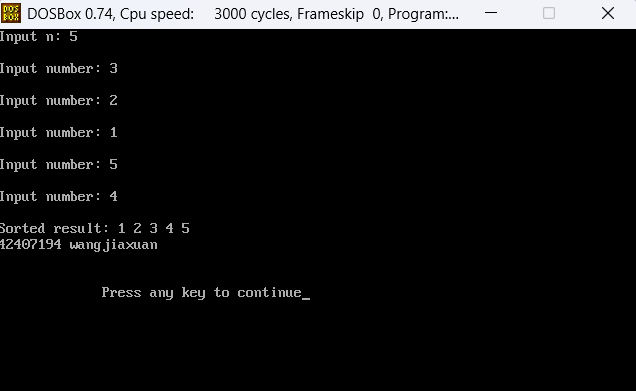 DOS BOX DOSBox 0.74, Cpu speed: 3000 cycles, Frameskip 0, Program:...
Input n: 5
Input number: 3
Input number: 2
Input number: 1
Input number: 5
Input number: 4
Sorted result: 1 2 3 4 5
42407194 wangjiaxuan
Press any key to continue_